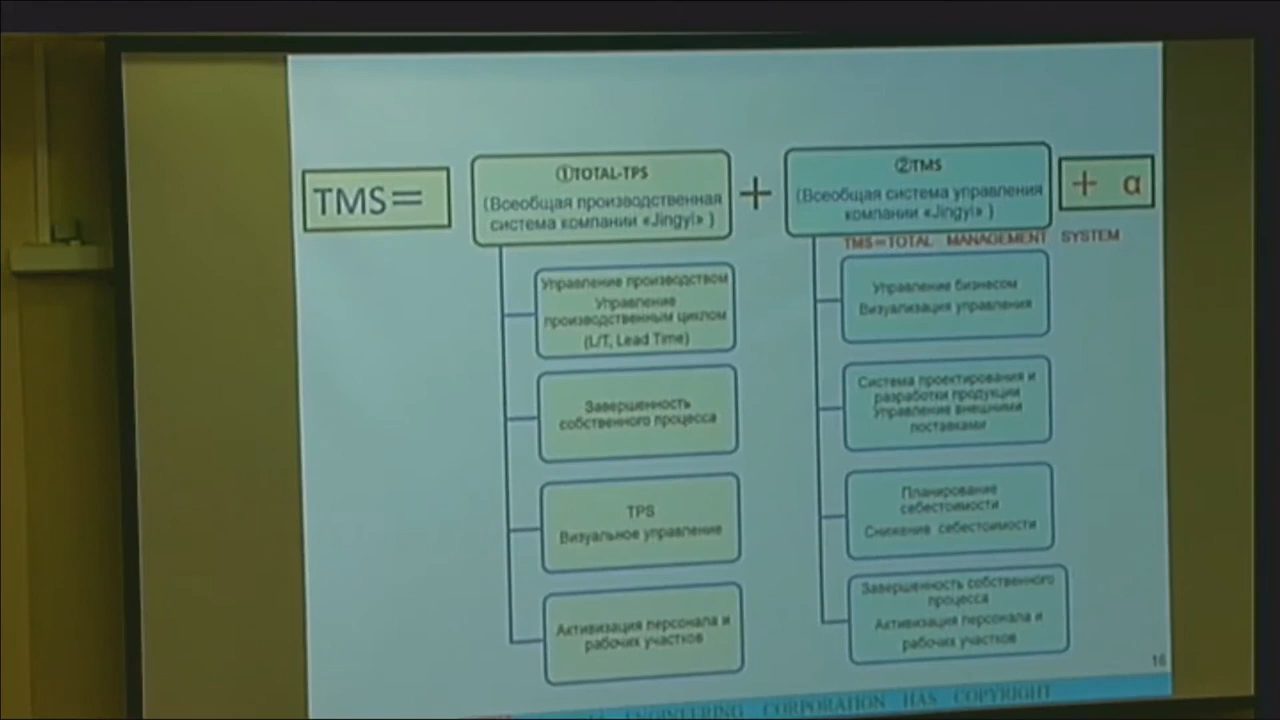 TMS=
①TOTAL-TPS
(Всеобщая производственная
система компании «Jingyi» )
+
②TMS
(Всеобщая система управления
компании «Jingyi» )
+ α
TMS=TOTAL MANAGEMENT SYSTEM
Управление производством
Управление
производственным циклом
(L/T, Lead Time)
Завершенность
собственного процесса
TPS
Визуальное управление
Активизация персонала и
рабочих участков
Управление бизнесом
Визуализация управления
Система проектирования и
разработки продукции
Управление внешними
поставками
Планирование
себестоимости
Снижение себестоимости
Завершенность собственного
процесса
Активизация персонала и
рабочих участков
16
ENGINEERING CORPORATION HAS COPYRIGHT